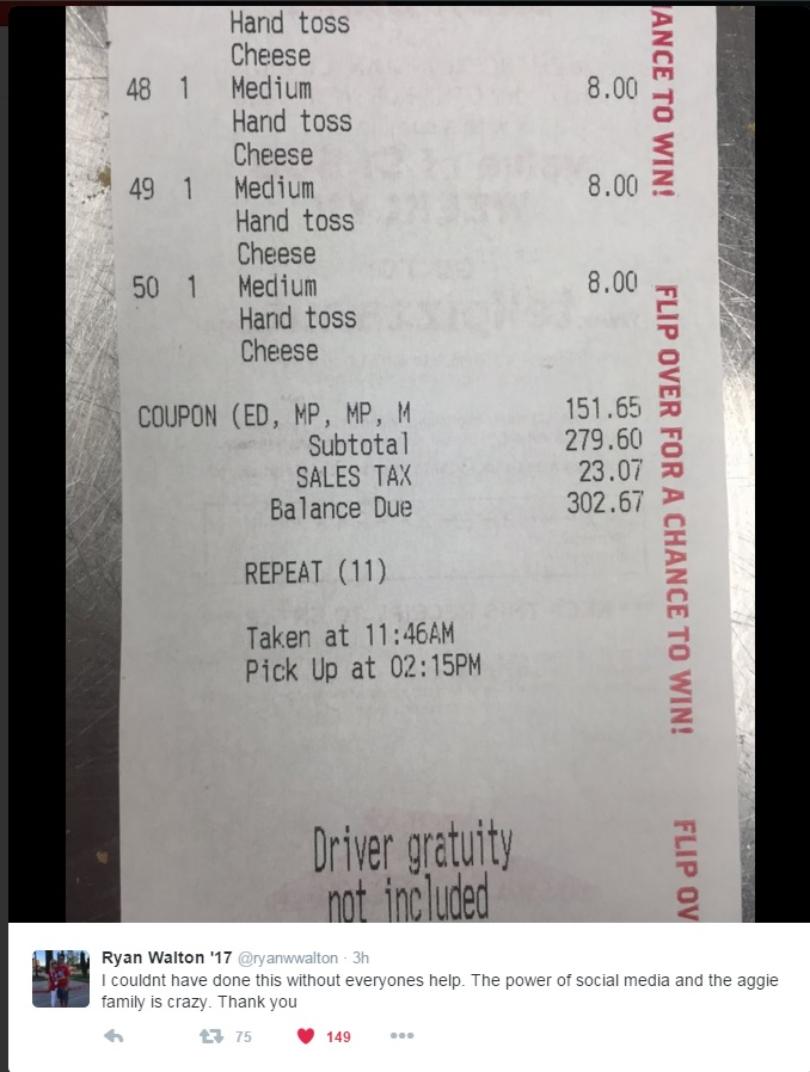 Hand toss
Cheese
48 1 Medium 8.00
Hand toss
Cheese
49 1 Medium 8.00
Hand toss
Cheese
50 1 Medium 8.00
Hand toss
Cheese
COUPON (ED, MP, MP, M 151.65
Subtotal 279.60
SALES TAX 23.07
Balance Due 302.67
REPEAT (11)
Taken at 11:46AM
Pick Up at 02:15PM
Driver gratuity
not included
ANCE TO WIN!
FLIP OVER FOR A CHANCE TO WIN!
FLIP OV
Ryan Walton '17 @ryanwwalton · 3h
I couldnt have done this without everyones help. The power of social media and the aggie
family is crazy. Thank you
75 149